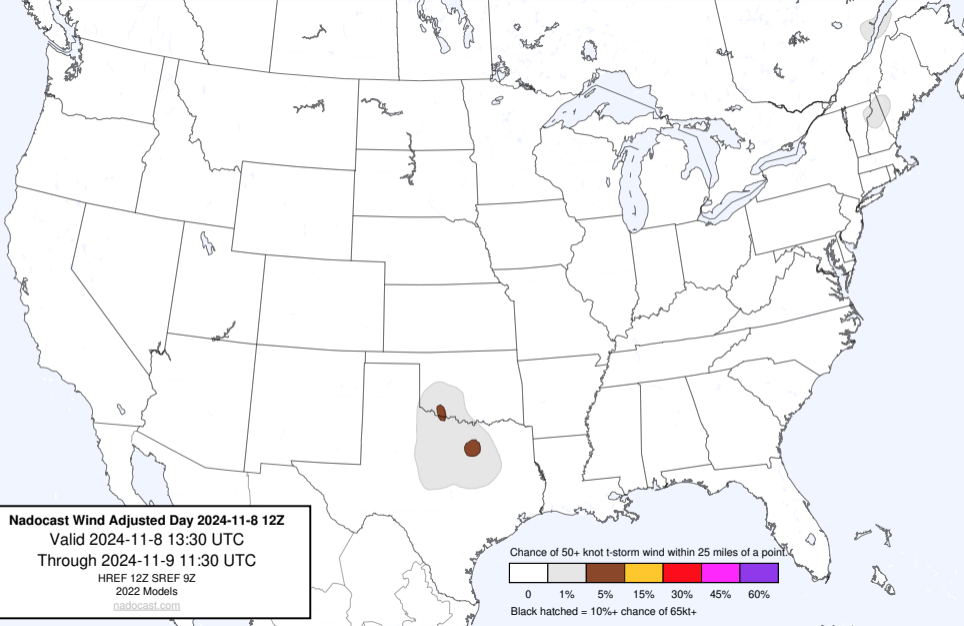 Nadocast Wind Adjusted Day 2024-11-8 12Z
Valid 2024-11-8 13:30 UTC
Through 2024-11-9 11:30 UTC
HREF 12Z SREF 9Z
2022 Models
nadocast.com
Chance of 50+ knot t-storm wind within 25 miles of a point.
0 1% 5% 15% 30% 45% 60%
Black hatched = 10%+ chance of 65kt+